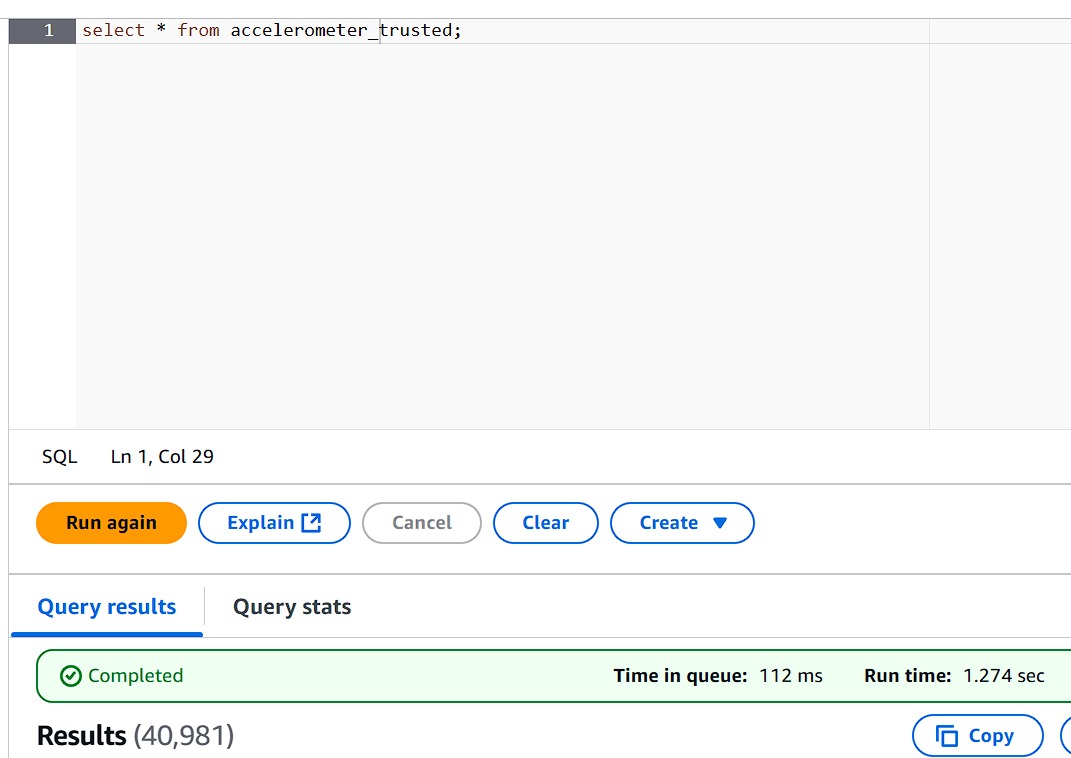 1 select * from accelerometer_trusted;
SQL Ln 1, Col 29
Run again Explain Cancel Clear Create
Query results Query stats
Completed Time in queue: 112 ms Run time: 1.274 sec
Results (40,981) Copy